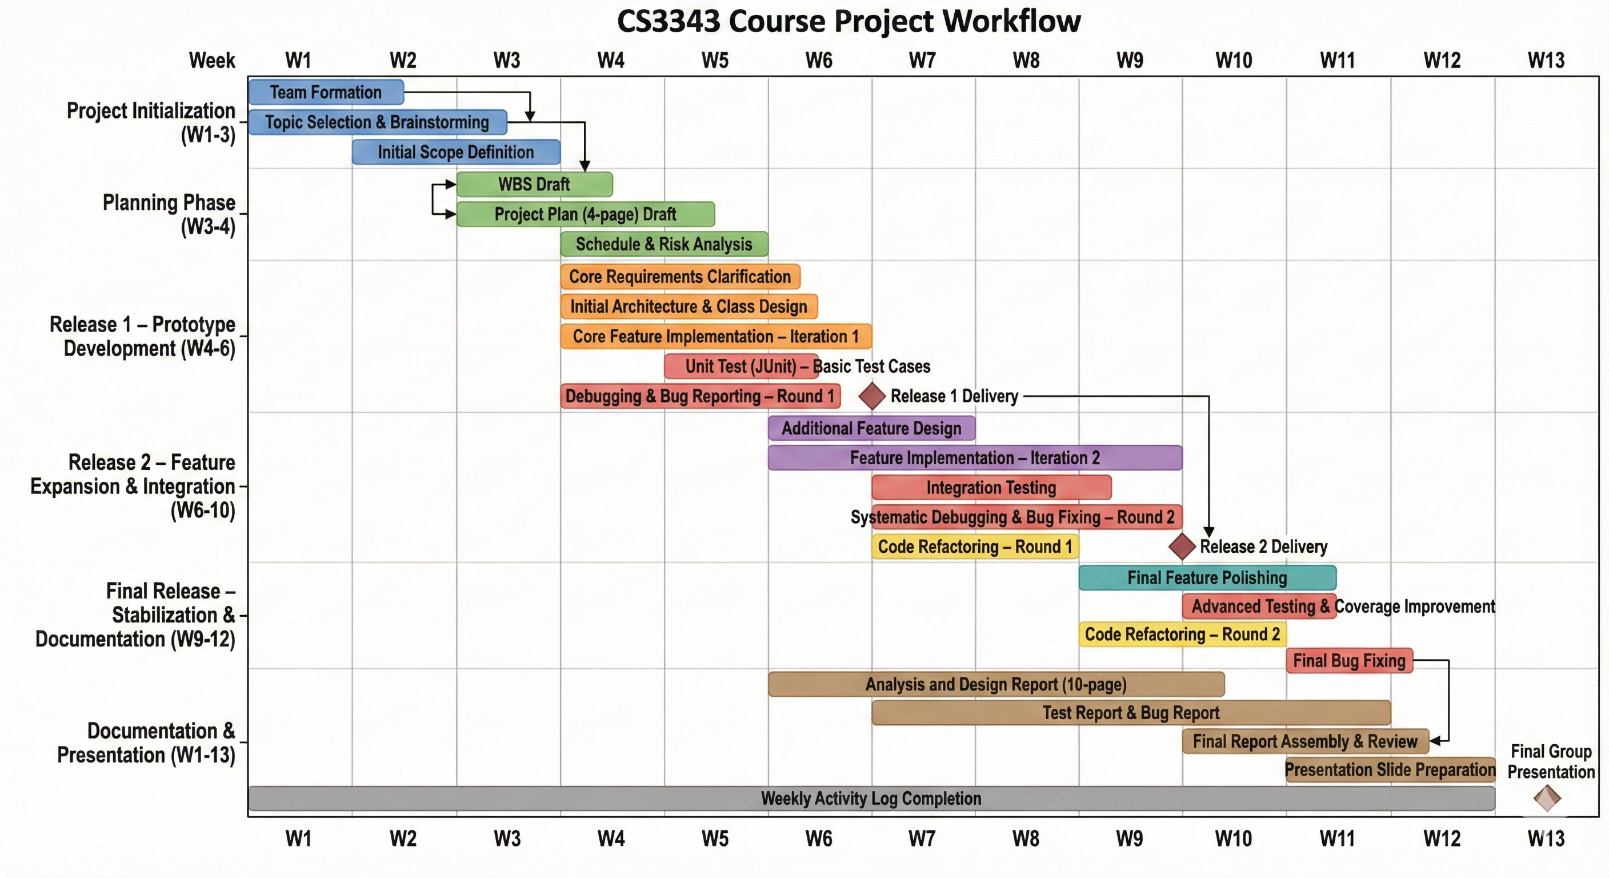 CS3343 Course Project Workflow
Week W1 W2 W3 W4 W5 W6 W7 W8 W9 W10 W11 W12 W13
Project Initialization
(W1-3)
Team Formation
Topic Selection & Brainstorming
Initial Scope Definition
Planning Phase
(W3-4)
WBS Draft
Project Plan (4-page) Draft
Schedule & Risk Analysis
Release 1 – Prototype
Development (W4-6)
Core Requirements Clarification
Initial Architecture & Class Design
Core Feature Implementation – Iteration 1
Unit Test (JUnit) – Basic Test Cases
Debugging & Bug Reporting – Round 1
Release 1 Delivery
Release 2 – Feature
Expansion & Integration
(W6-10)
Additional Feature Design
Feature Implementation – Iteration 2
Integration Testing
Systematic Debugging & Bug Fixing – Round 2
Code Refactoring – Round 1
Release 2 Delivery
Final Release –
Stabilization &
Documentation (W9-12)
Final Feature Polishing
Advanced Testing & Coverage Improvement
Code Refactoring – Round 2
Final Bug Fixing
Documentation &
Presentation (W1-13)
Analysis and Design Report (10-page)
Test Report & Bug Report
Final Report Assembly & Review
Presentation Slide Preparation
Final Group
Presentation
Weekly Activity Log Completion
W1 W2 W3 W4 W5 W6 W7 W8 W9 W10 W11 W12 W13